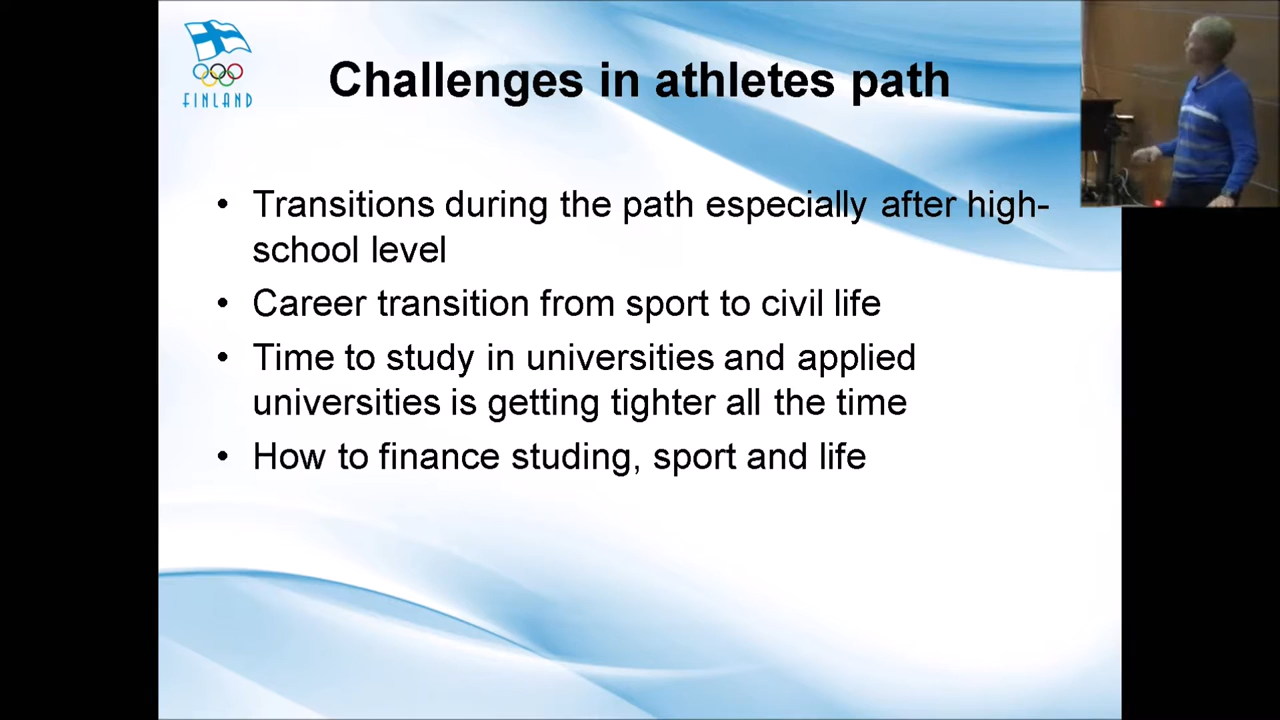 FINLAND
Challenges in athletes path
• Transitions during the path especially after high-
school level
• Career transition from sport to civil life
• Time to study in universities and applied
universities is getting tighter all the time
• How to finance studing, sport and life